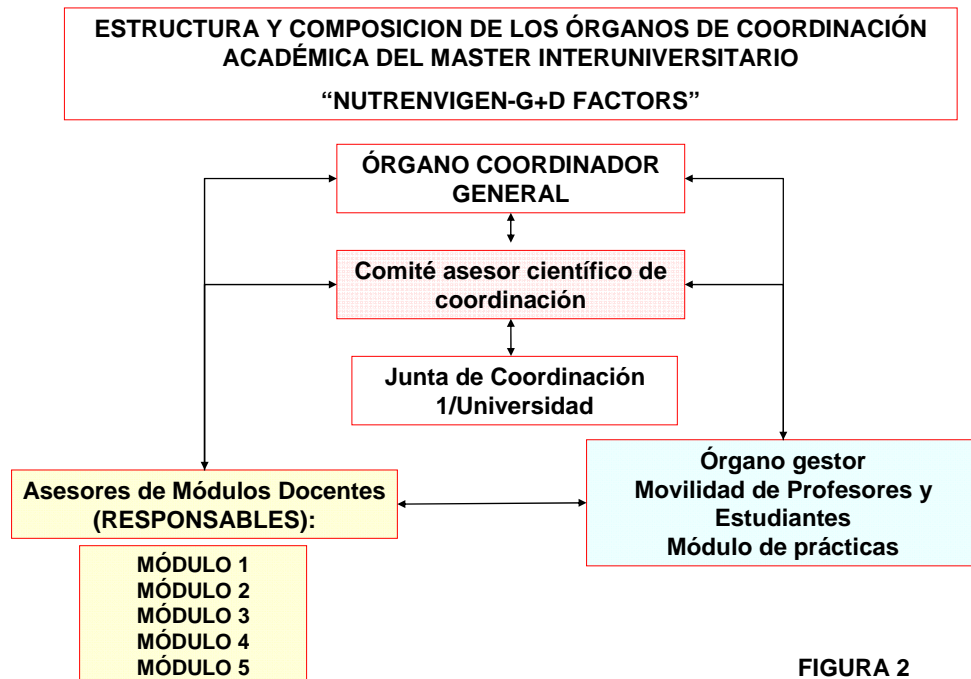 ESTRUCTURA Y COMPOSICION DE LOS ÓRGANOS DE COORDINACIÓN
ACADÉMICA DEL MASTER INTERUNIVERSITARIO
“NUTRENVIGEN-G+D FACTORS”
ÓRGANO COORDINADOR
GENERAL
Comité asesor científico de
coordinación
Junta de Coordinación
1/Universidad
Asesores de Módulos Docentes
(RESPONSABLES):
MÓDULO 1
MÓDULO 2
MÓDULO 3
MÓDULO 4
MÓDULO 5
Órgano gestor
Movilidad de Profesores y
Estudiantes
Módulo de prácticas
FIGURA 2